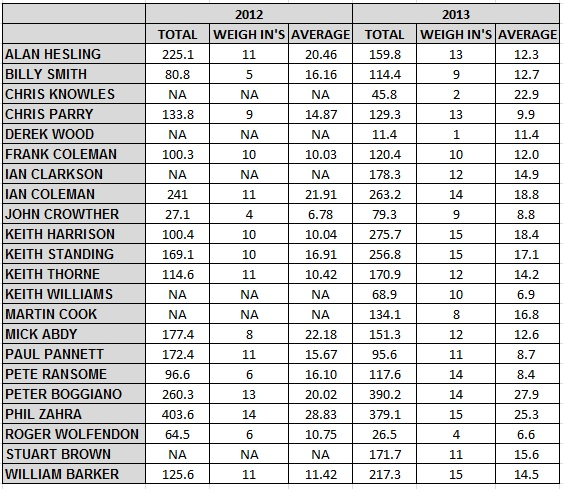 2012 2013
TOTAL WEIGH IN'S AVERAGE TOTAL WEIGH IN'S AVERAGE
ALAN HESLING 225.1 11 20.46 159.8 13 12.3
BILLY SMITH 80.8 5 16.16 114.4 9 12.7
CHRIS KNOWLES NA NA NA 45.8 2 22.9
CHRIS PARRY 133.8 9 14.87 129.3 13 9.9
DEREK WOOD NA NA NA 11.4 1 11.4
FRANK COLEMAN 100.3 10 10.03 120.4 10 12.0
IAN CLARKSON NA NA NA 178.3 12 14.9
IAN COLEMAN 241 11 21.91 263.2 14 18.8
JOHN CROWTHER 27.1 4 6.78 79.3 9 8.8
KEITH HARRISON 100.4 10 10.04 275.7 15 18.4
KEITH STANDING 169.1 10 16.91 256.8 15 17.1
KEITH THORNE 114.6 11 10.42 170.9 12 14.2
KEITH WILLIAMS NA NA NA 68.9 10 6.9
MARTIN COOK NA NA NA 134.1 8 16.8
MICK ABDY 177.4 8 22.18 151.3 12 12.6
PAUL PANNETT 172.4 11 15.67 95.6 11 8.7
PETE RANSOME 96.6 6 16.10 117.6 14 8.4
PETER BOGGIANO 260.3 13 20.02 390.2 14 27.9
PHIL ZAHRA 403.6 14 28.83 379.1 15 25.3
ROGER WOLFENDON 64.5 6 10.75 26.5 4 6.6
STUART BROWN NA NA NA 171.7 11 15.6
WILLIAM BARKER 125.6 11 11.42 217.3 15 14.5